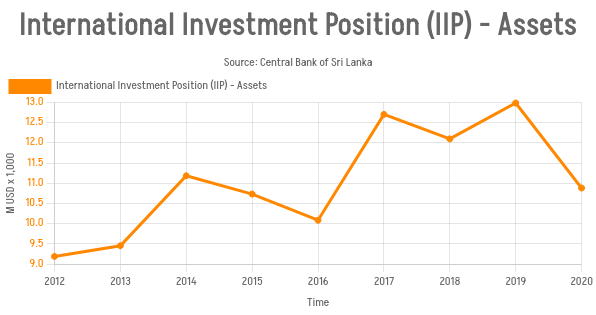 International Investment Position (IIP) - Assets
Source: Central Bank of Sri Lanka
International Investment Position (IIP) - Assets
13.0
12.5
12.0
11.5
11.0
10.5
10.0
9.5
9.0
M USD x 1,000
2012 2013 2014 2015 2016 2017 2018 2019 2020
Time